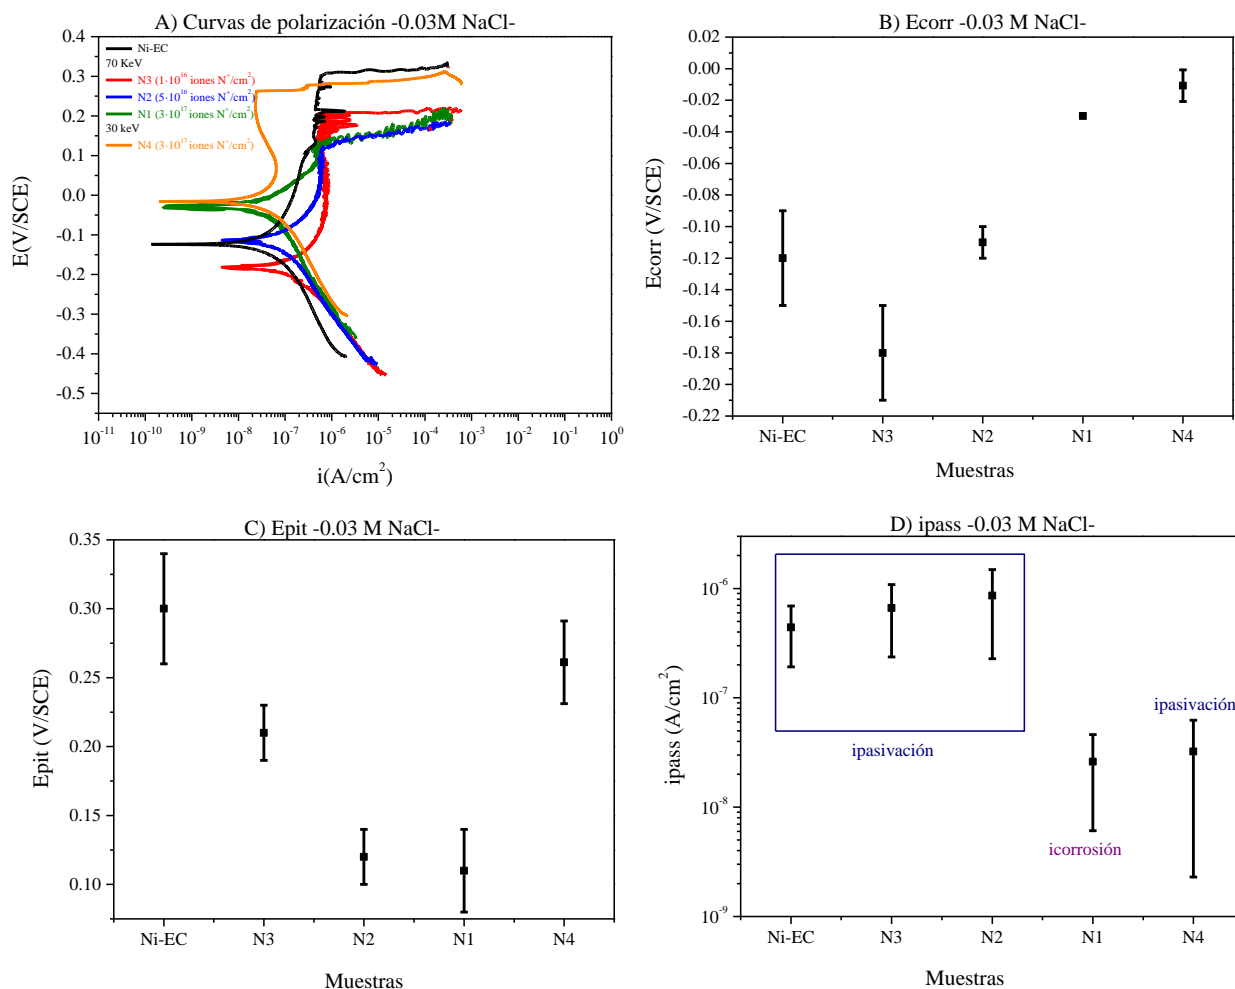 A) Curvas de polarización -0.03M NaCl-
0.4
0.3
0.2
0.1
0.0
-0.1
-0.2
-0.3
-0.4
-0.5
E(V/SCE)
Ni-EC
70 KeV
N3 (1·10¹⁶ iones N⁺/cm²)
N2 (5·10¹⁶ iones N⁺/cm²)
N1 (3·10¹⁷ iones N⁺/cm²)
30 keV
N4 (3·10¹⁷ iones N⁺/cm²)
10⁻¹¹ 10⁻¹⁰ 10⁻⁹ 10⁻⁸ 10⁻⁷ 10⁻⁶ 10⁻⁵ 10⁻⁴ 10⁻³ 10⁻² 10⁻¹ 10⁰
i(A/cm²)
B) Ecorr -0.03 M NaCl-
0.02
0.00
-0.02
-0.04
-0.06
-0.08
-0.10
-0.12
-0.14
-0.16
-0.18
-0.20
-0.22
Ecorr (V/SCE)
Ni-EC N3 N2 N1 N4
Muestras
C) Epit -0.03 M NaCl-
0.35
0.30
0.25
0.20
0.15
0.10
Epit (V/SCE)
Ni-EC N3 N2 N1 N4
Muestras
D) ipass -0.03 M NaCl-
10⁻⁶
10⁻⁷
10⁻⁸
10⁻⁹
ipass (A/cm²)
ipasivación
ipasivación
icorrosión
Ni-EC N3 N2 N1 N4
Muestras